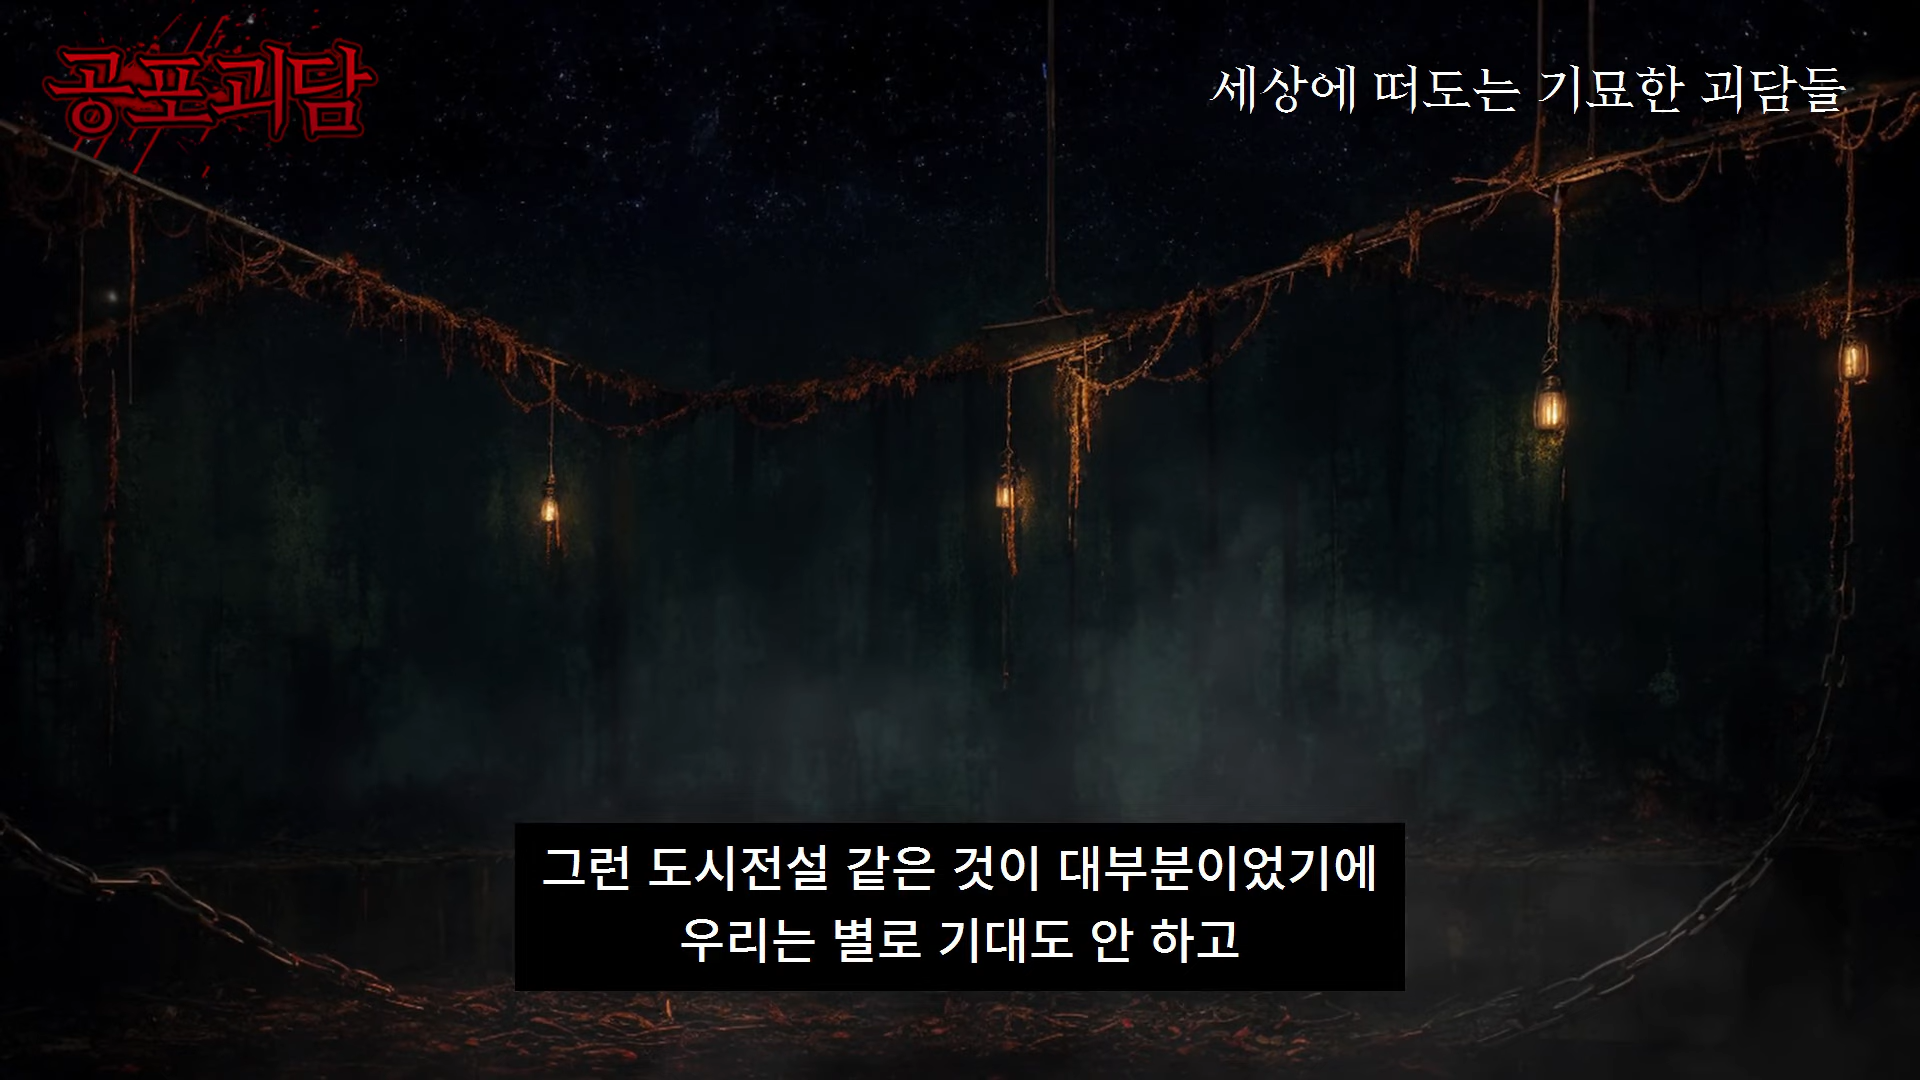 공포괴담
세상에 떠도는 기묘한 괴담들
그런 도시전설 같은 것이 대부분이었기에
우리는 별로 기대도 안 하고